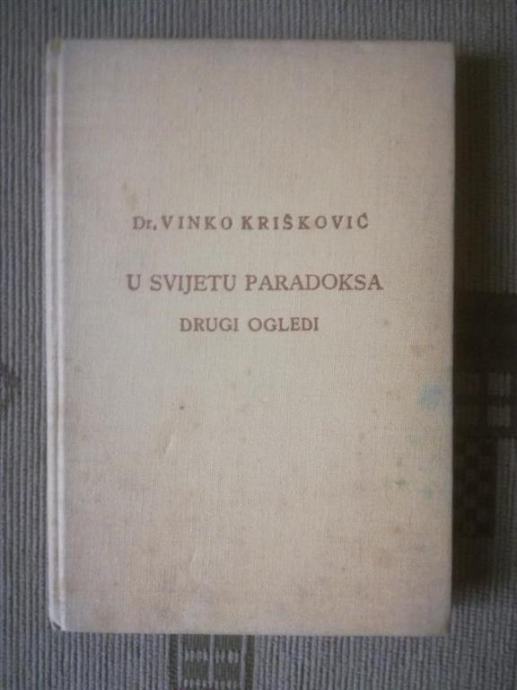 Dr. VINKO KRIŠKOVIĆ
U SVIJETU PARADOKSA
DRUGI OGLEDI